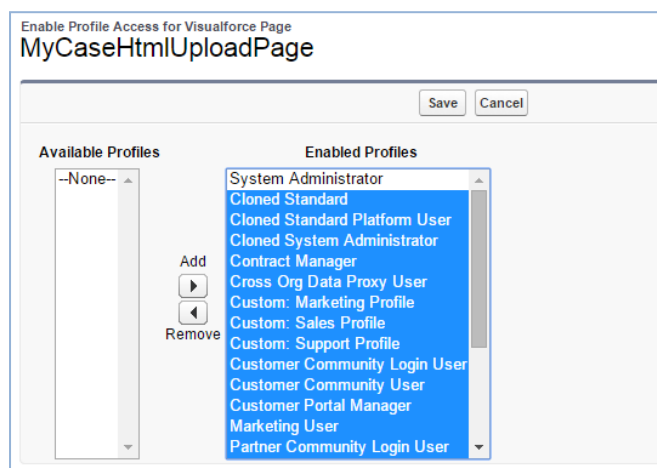 Enable Profile Access for Visualforce Page
MyCaseHtmlUploadPage
Save Cancel
Available Profiles
--None--
Add
Remove
Enabled Profiles
System Administrator
Cloned Standard
Cloned Standard Platform User
Cloned System Administrator
Contract Manager
Cross Org Data Proxy User
Custom: Marketing Profile
Custom: Sales Profile
Custom: Support Profile
Customer Community Login User
Customer Community User
Customer Portal Manager
Marketing User
Partner Community Login User